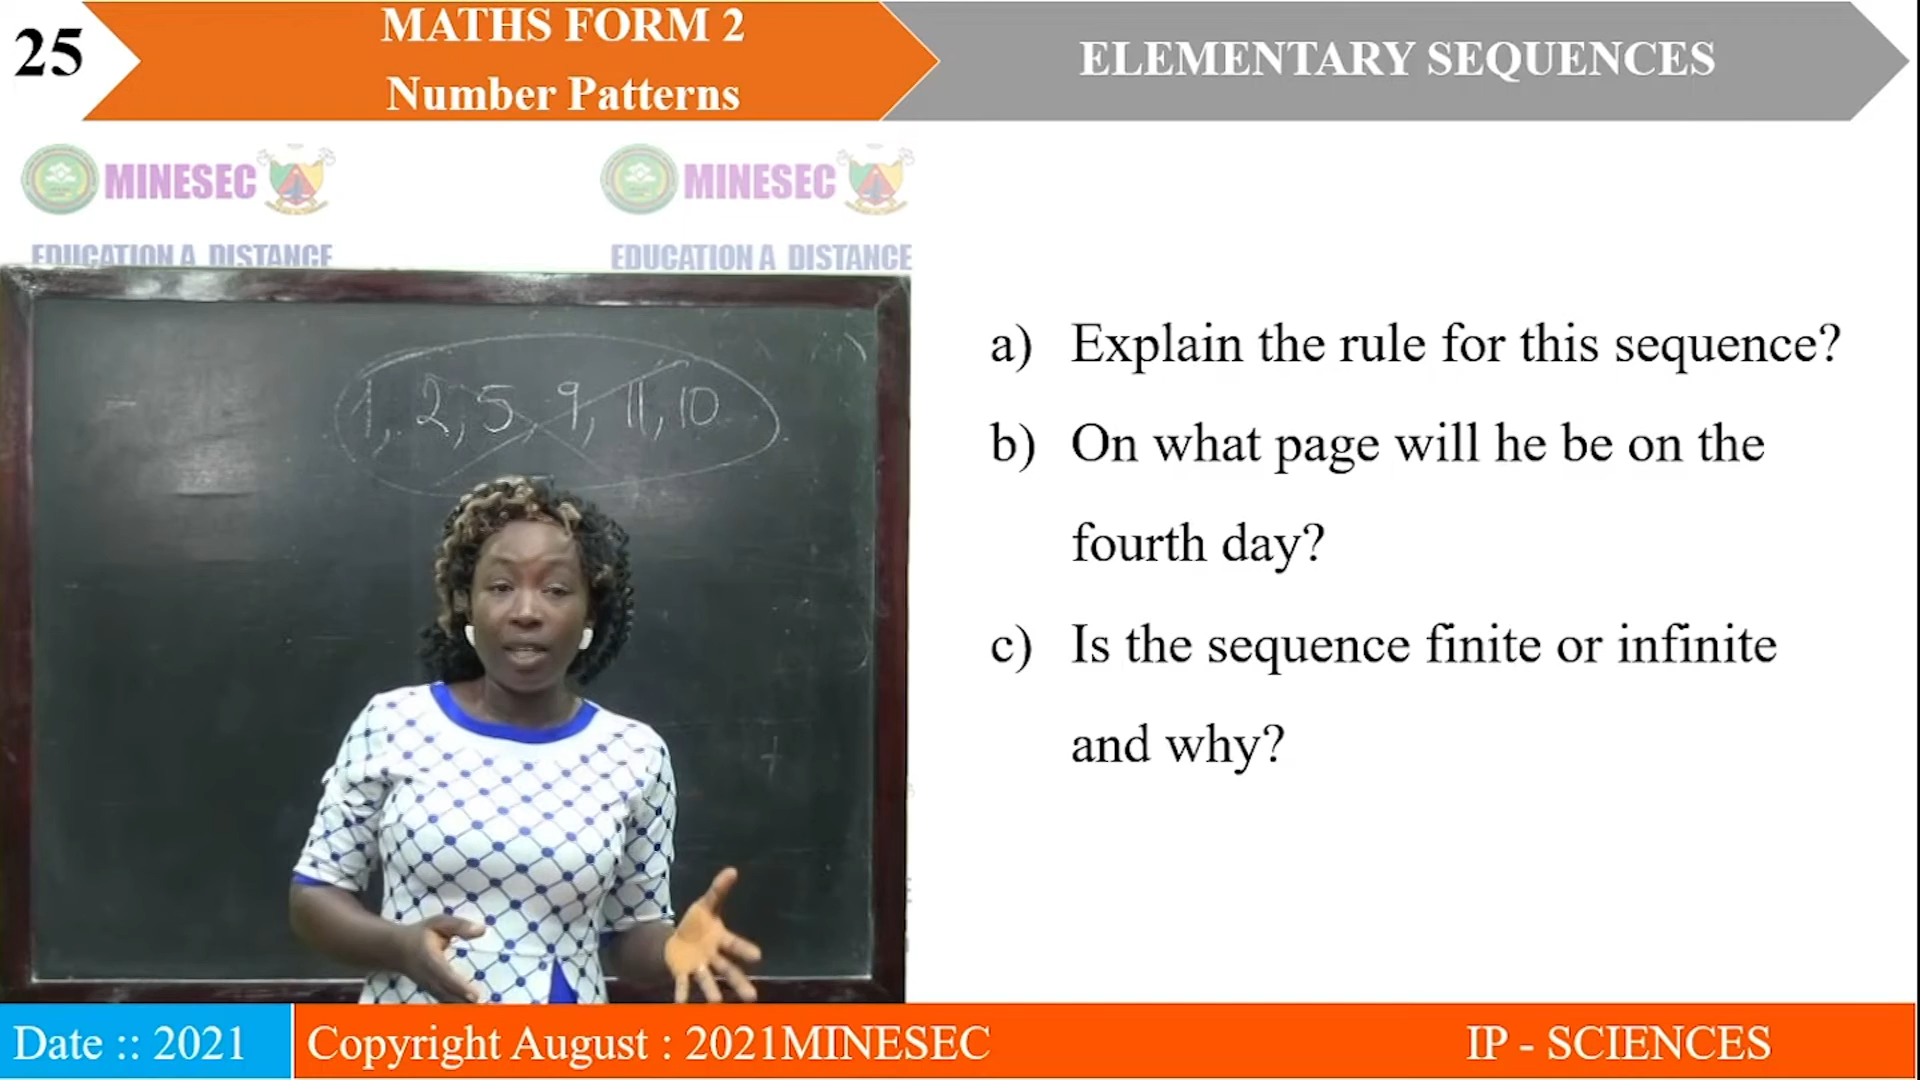 25
MATHS FORM 2
Number Patterns
ELEMENTARY SEQUENCES
MINESEC
MINESEC
EDUCATION A DISTANCE
EDUCATION A DISTANCE
1, 2, 5, 9, 11, 10
a) Explain the rule for this sequence?
b) On what page will he be on the
fourth day?
c) Is the sequence finite or infinite
and why?
Date :: 2021
Copyright August : 2021MINESEC
IP - SCIENCES